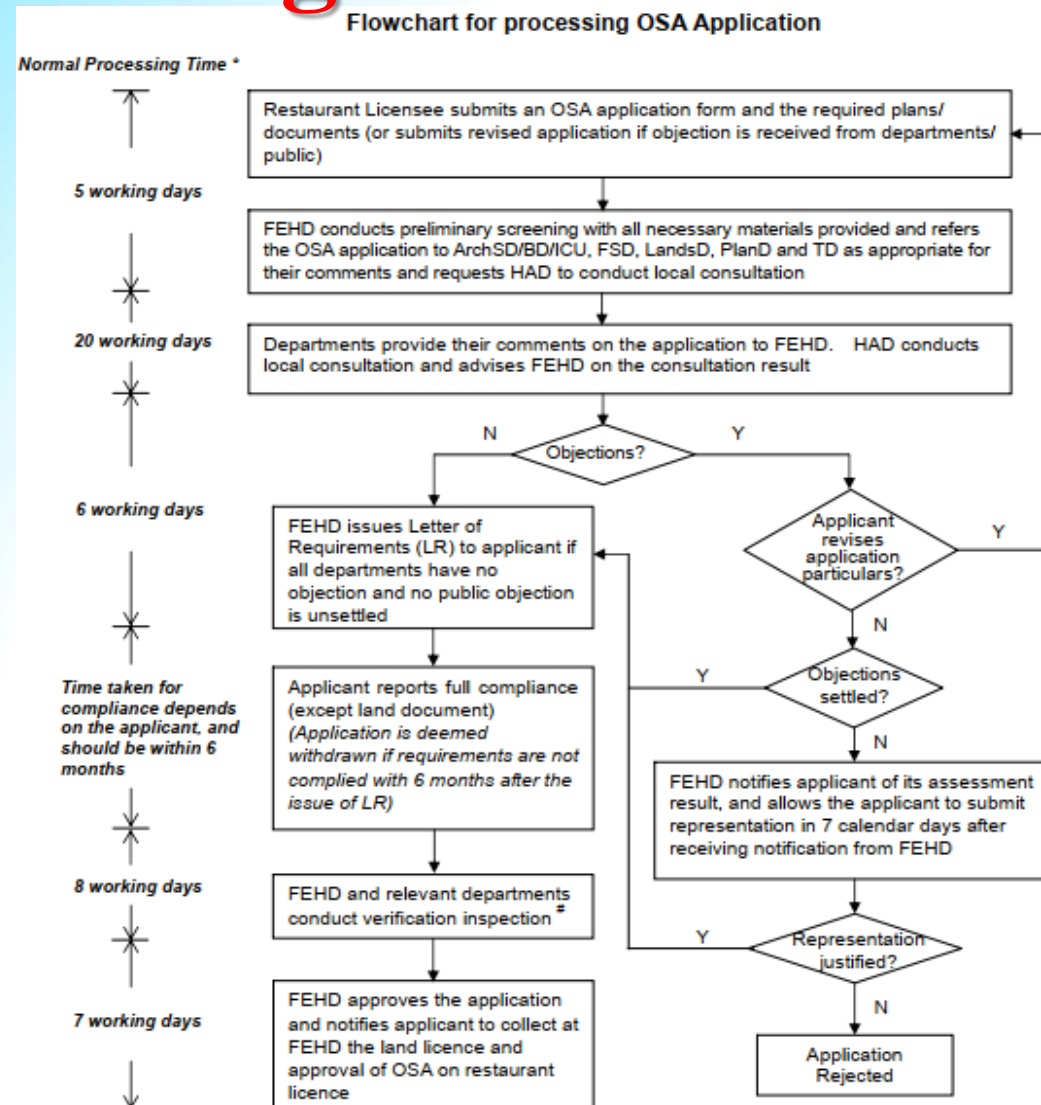 Flowchart for processing OSA Application
Normal Processing Time *
Restaurant Licensee submits an OSA application form and the required plans/
documents (or submits revised application if objection is received from departments/
public)
5 working days
FEHD conducts preliminary screening with all necessary materials provided and refers
the OSA application to ArchSD/BD/ICU, FSD, LandsD, PlanD and TD as appropriate for
their comments and requests HAD to conduct local consultation
20 working days
Departments provide their comments on the application to FEHD. HAD conducts
local consultation and advises FEHD on the consultation result
N
Objections?
Y
6 working days
FEHD issues Letter of
Requirements (LR) to applicant if
all departments have no
objection and no public objection
is unsettled
Applicant
revises
application
particulars?
Y
N
Time taken for
compliance depends
on the applicant, and
should be within 6
months
Applicant reports full compliance
(except land document)
(Application is deemed
withdrawn if requirements are not
complied with 6 months after the
issue of LR)
Y
Objections
settled?
N
FEHD notifies applicant of its assessment
result, and allows the applicant to submit
representation in 7 calendar days after
receiving notification from FEHD
8 working days
FEHD and relevant departments
conduct verification inspection #
Y
Representation
justified?
N
7 working days
FEHD approves the application
and notifies applicant to collect at
FEHD the land licence and
approval of OSA on restaurant
licence
Application
Rejected